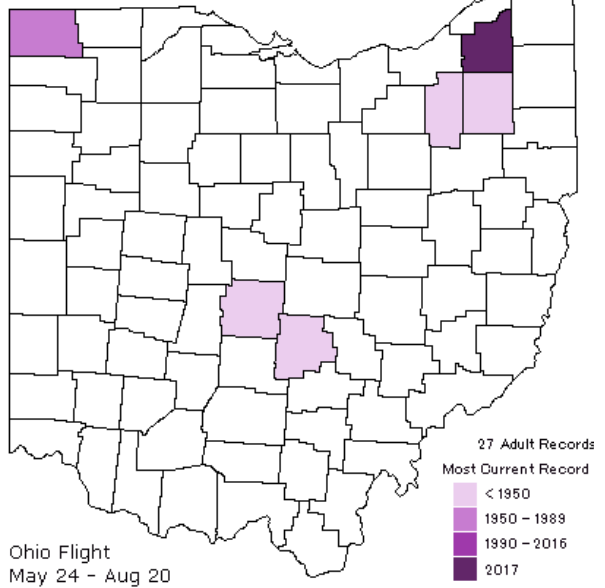 27 Adult Records
Most Current Record
< 1950
1950 - 1989
1990 - 2016
2017
Ohio Flight
May 24 - Aug 20